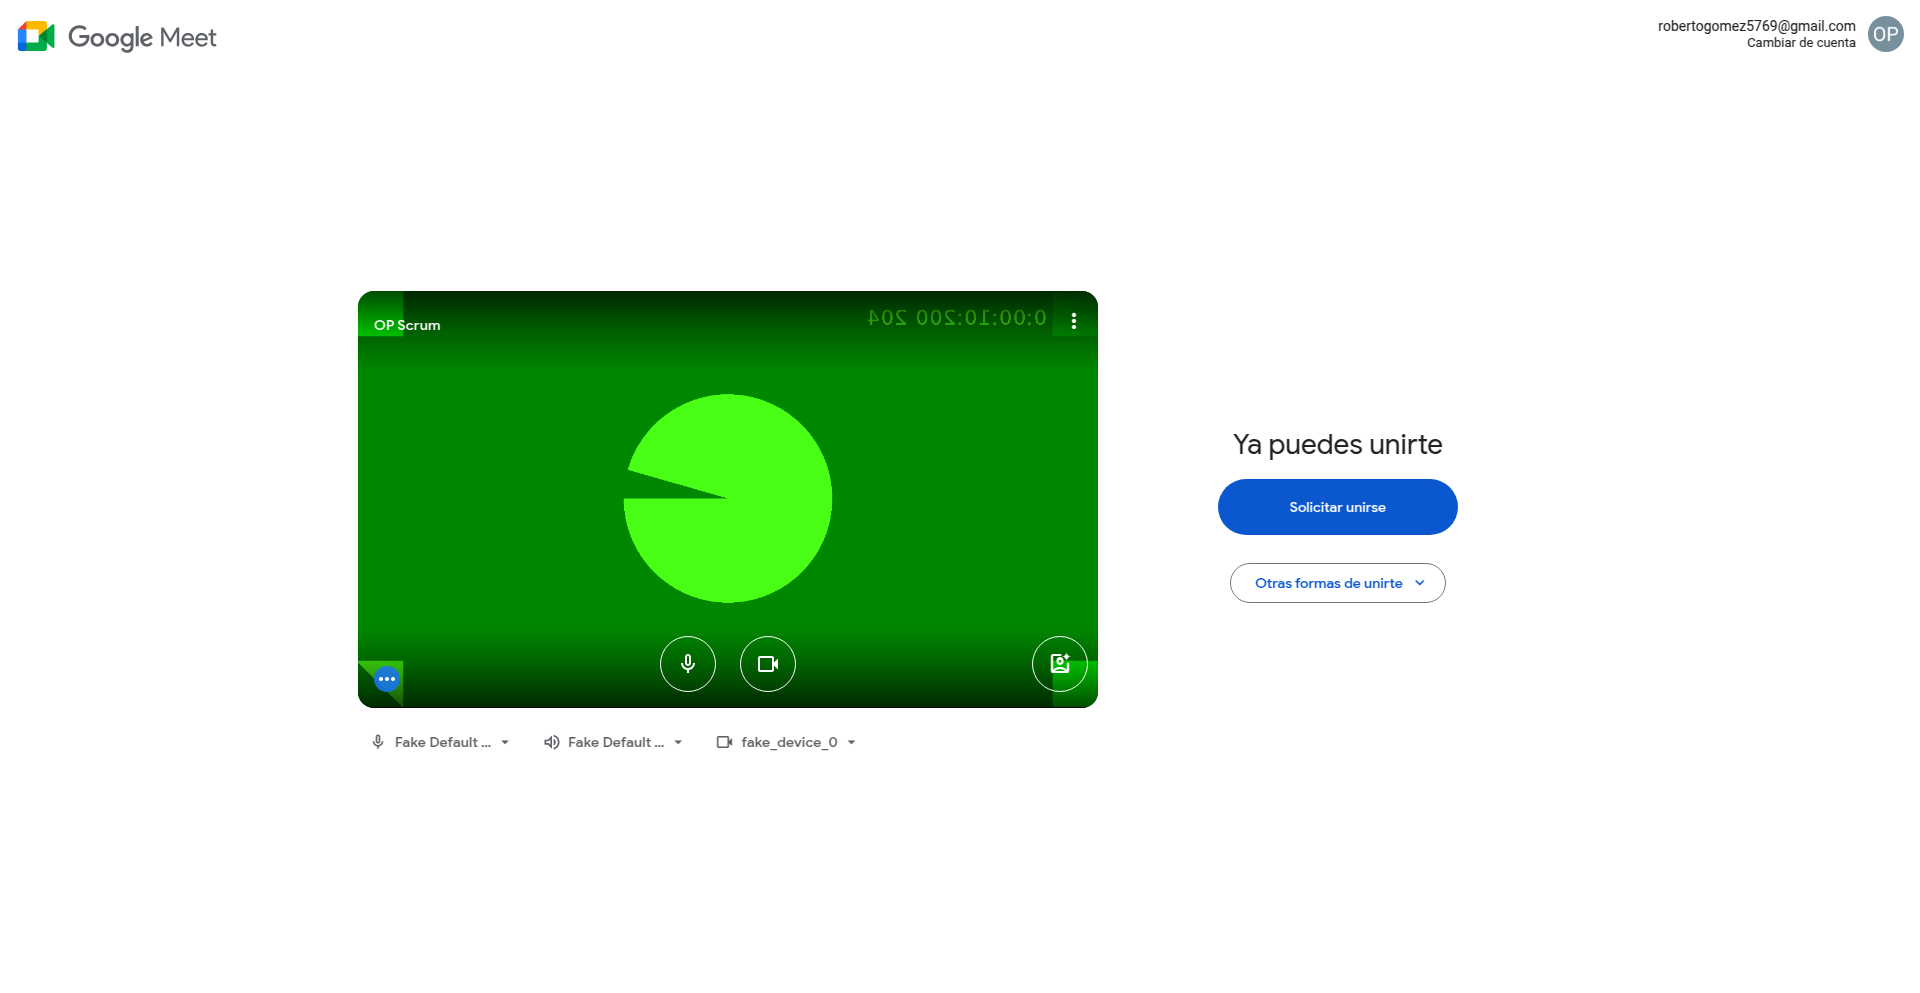 Google Meet
robertogomez5769@gmail.com
Cambiar de cuenta
OP
OP Scrum
0:00:10:200 204
Ya puedes unirte
Solicitar unirse
Otras formas de unirte
Fake Default ...
Fake Default ...
fake_device_0